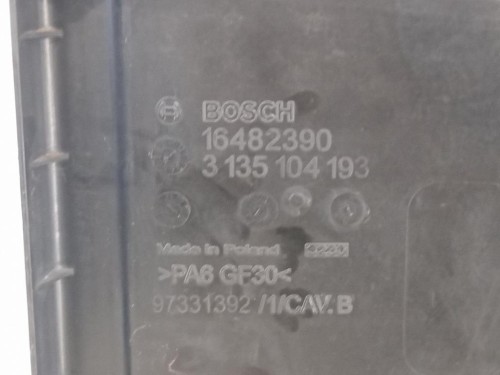 BOSCH
16482390
3 135 104 193
Made in Poland
>PA6 GF30<
97331392 /1/CAV.B